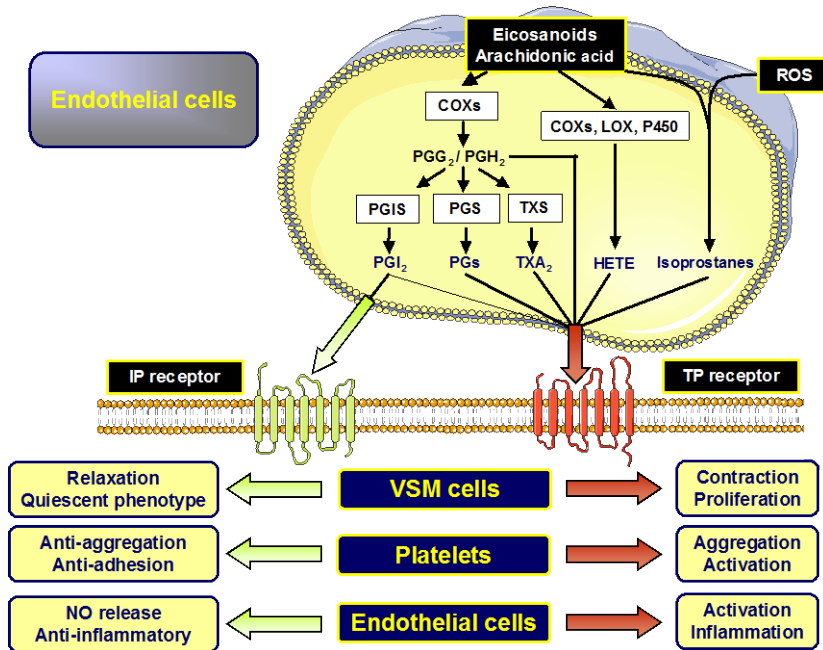 Eicosanoids
Arachidonic acid
ROS
Endothelial cells
COXs
COXs, LOX, P450
PGG₂ / PGH₂
PGIS
PGS
TXS
PGI₂
PGs
TXA₂
HETE
Isoprostanes
IP receptor
TP receptor
Relaxation
Quiescent phenotype
VSM cells
Contraction
Proliferation
Anti-aggregation
Anti-adhesion
Platelets
Aggregation
Activation
NO release
Anti-inflammatory
Endothelial cells
Activation
Inflammation